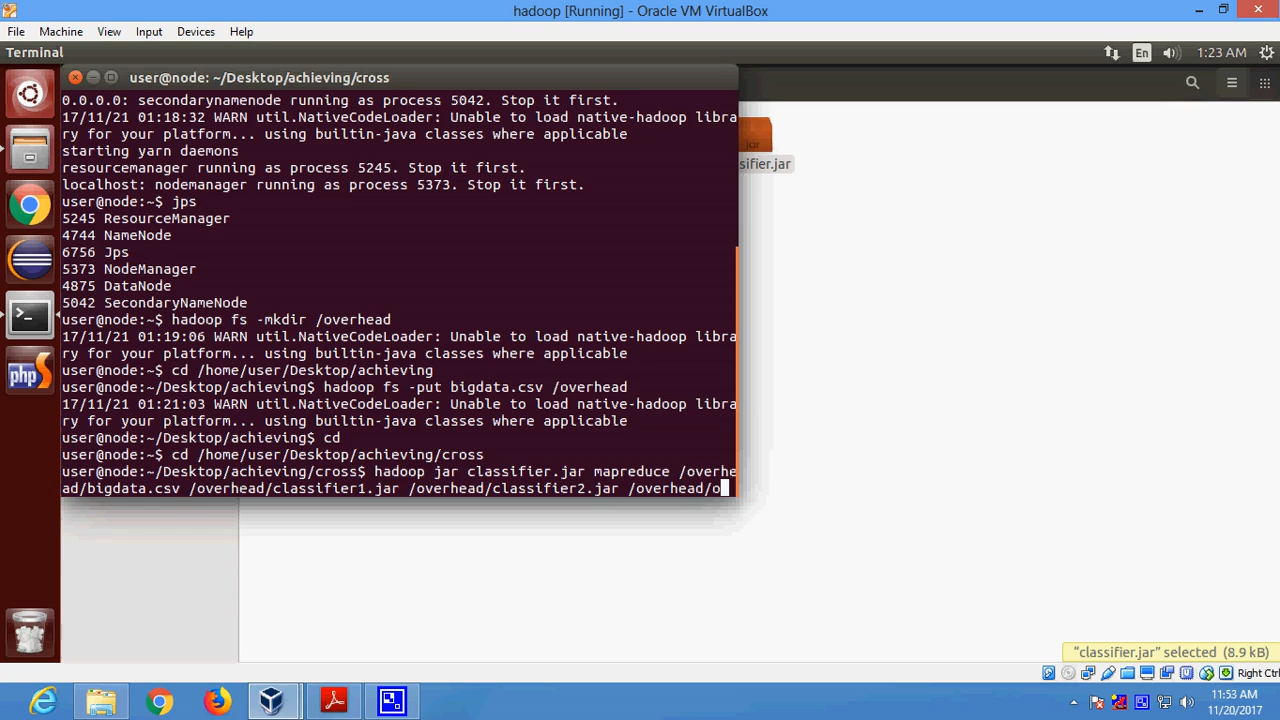 hadoop [Running] - Oracle VM VirtualBox
File Machine View Input Devices Help
Terminal
En
1:23 AM
user@node: ~/Desktop/achieving/cross
0.0.0.0: secondarynamenode running as process 5042. Stop it first.
17/11/21 01:18:32 WARN util.NativeCodeLoader: Unable to load native-hadoop libra
ry for your platform... using builtin-java classes where applicable
starting yarn daemons
resourcemanager running as process 5245. Stop it first.
localhost: nodemanager running as process 5373. Stop it first.
user@node:~$ jps
5245 ResourceManager
4744 NameNode
6756 Jps
5373 NodeManager
4875 DataNode
5042 SecondaryNameNode
user@node:~$ hadoop fs -mkdir /overhead
17/11/21 01:19:06 WARN util.NativeCodeLoader: Unable to load native-hadoop libra
ry for your platform... using builtin-java classes where applicable
user@node:~$ cd /home/user/Desktop/achieving
user@node:~/Desktop/achieving$ hadoop fs -put bigdata.csv /overhead
17/11/21 01:21:03 WARN util.NativeCodeLoader: Unable to load native-hadoop libra
ry for your platform... using builtin-java classes where applicable
user@node:~/Desktop/achieving$ cd
user@node:~$ cd /home/user/Desktop/achieving/cross
user@node:~/Desktop/achieving/cross$ hadoop jar classifier.jar mapreduce /overhe
ad/bigdata.csv /overhead/classifier1.jar /overhead/classifier2.jar /overhead/o
jar
sifier.jar
php
"classifier.jar" selected (8.9 kB)
Right Ctrl
11:53 AM
11/20/2017